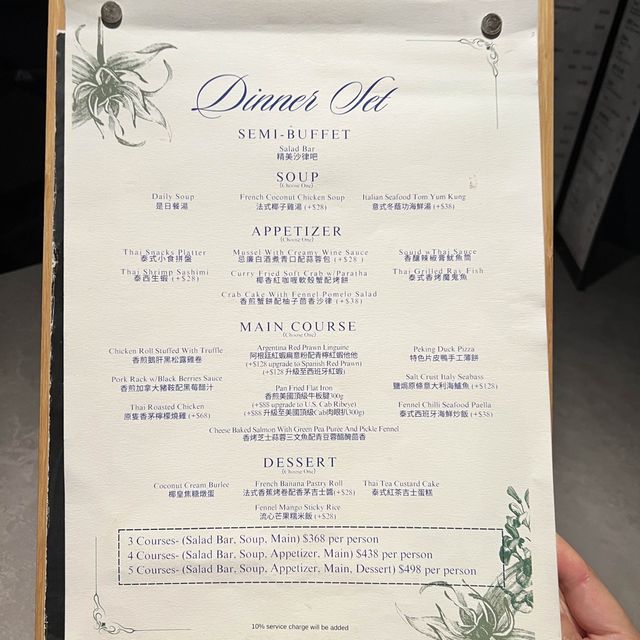 Dinner Set
SEMI-BUFFET
Salad Bar
精美沙律吧
SOUP
(Choose One)
Daily Soup
是日餐湯
French Coconut Chicken Soup
法式椰子雞湯 (+$28)
Italian Seafood Tom Yum Kung
意式冬蔭功海鮮湯 (+$38)
APPETIZER
(Choose One)
Thai Snacks Platter
泰式小食拼盤
Mussel With Creamy Wine Sauce
忌廉白酒煮青口配蒜蓉包 (+$28 )
Squid wThai Sauce
香釀辣椒膏魷魚筒
Thai Shrimp Sashimi
泰西生蝦 (+$28)
Curry Fried Soft Crab w/Paratha
椰香紅咖喱軟殼蟹配烤餅
Thai Grilled Ray Fish
泰式香烤魔鬼魚
Crab Cake With Fennel Pomelo Salad
香煎蟹餅配柚子茴香沙律 (+$38)
MAIN COURSE
(Choose One)
Chicken Roll Stuffed With Truffle
香煎鵝肝黑松露雞卷
Argentina Red Prawn Linguine
阿根廷紅蝦扁意粉配青檸紅蝦他他
(+$128 upgrade to Spanish Red Prawn)
(+$128 升級至西班牙紅蝦)
Peking Duck Pizza
特色片皮鴨手工薄餅
Pork Rack w/Black Berries Sauce
香煎加拿大豬鞍配黑莓醋汁
Pan Fried Flat Iron
香煎美國頂級牛板腱300g
(+$88 upgrade to U.S. Cab Ribeye)
(+$88 升級至美國頂級Cab肉眼扒300g)
Salt Crust Italy Seabass
鹽焗原條意大利海鱸魚 (+$128)
Thai Roasted Chicken
原隻香茅檸檬燒雞 (+$68)
Fennel Chilli Seafood Paella
泰式西班牙海鮮炒飯 (+$38)
Cheese Baked Salmon With Green Pea Purée And Pickle Fennel
香烤芝士蒜蓉三文魚配青豆蓉醋醃茴香
DESSERT
(Choose One)
Coconut Cream Burlee
椰皇焦糖燉蛋
French Banana Pastry Roll
法式香蕉烤卷配香茅吉士醬(+$28)
Thai Tea Custard Cake
泰式紅茶吉士蛋糕
Fennel Mango Sticky Rice
流心芒果糯米飯 (+$28)
3 Courses- (Salad Bar, Soup, Main) $368 per person
4 Courses- (Salad Bar, Soup, Appetizer, Main) $438 per person
5 Courses- (Salad Bar, Soup, Appetizer, Main, Dessert) $498 per person
10% service charge will be added